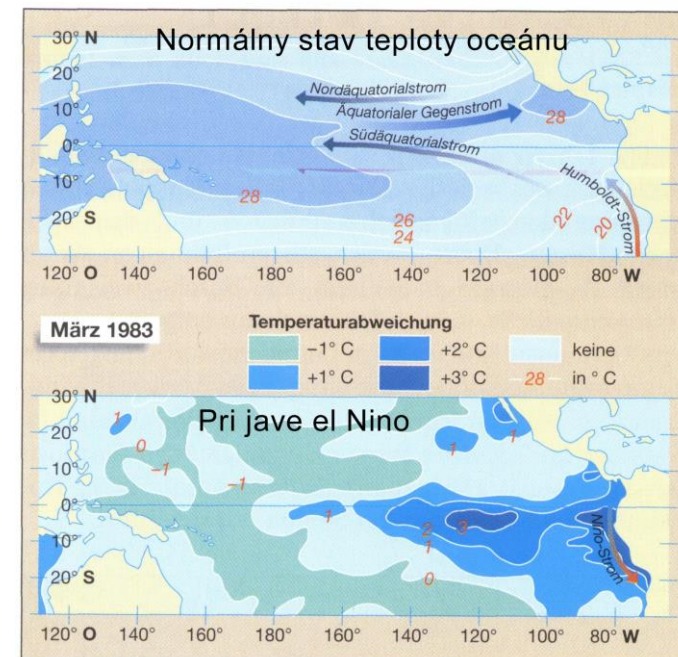 Normálny stav teploty oceánu
30° N
20°
10°
0°
10°
20° S
Nordäquatorialstrom
Äquatorialer Gegenstrom
Südäquatorialstrom
Humboldt-Strom
28
28
26
24
22
20
120° O 140° 160° 180° 160° 140° 120° 100° 80° W
März 1983
Temperaturabweichung
−1° C +2° C keine
+1° C +3° C 28 in ° C
30° N
20°
10°
0°
10°
20° S
Pri jave el Nino
1
0
−1
−1
1
1
1
2
3
1
0
Nino-Strom
120° O 140° 160° 180° 160° 140° 120° 100° 80° W